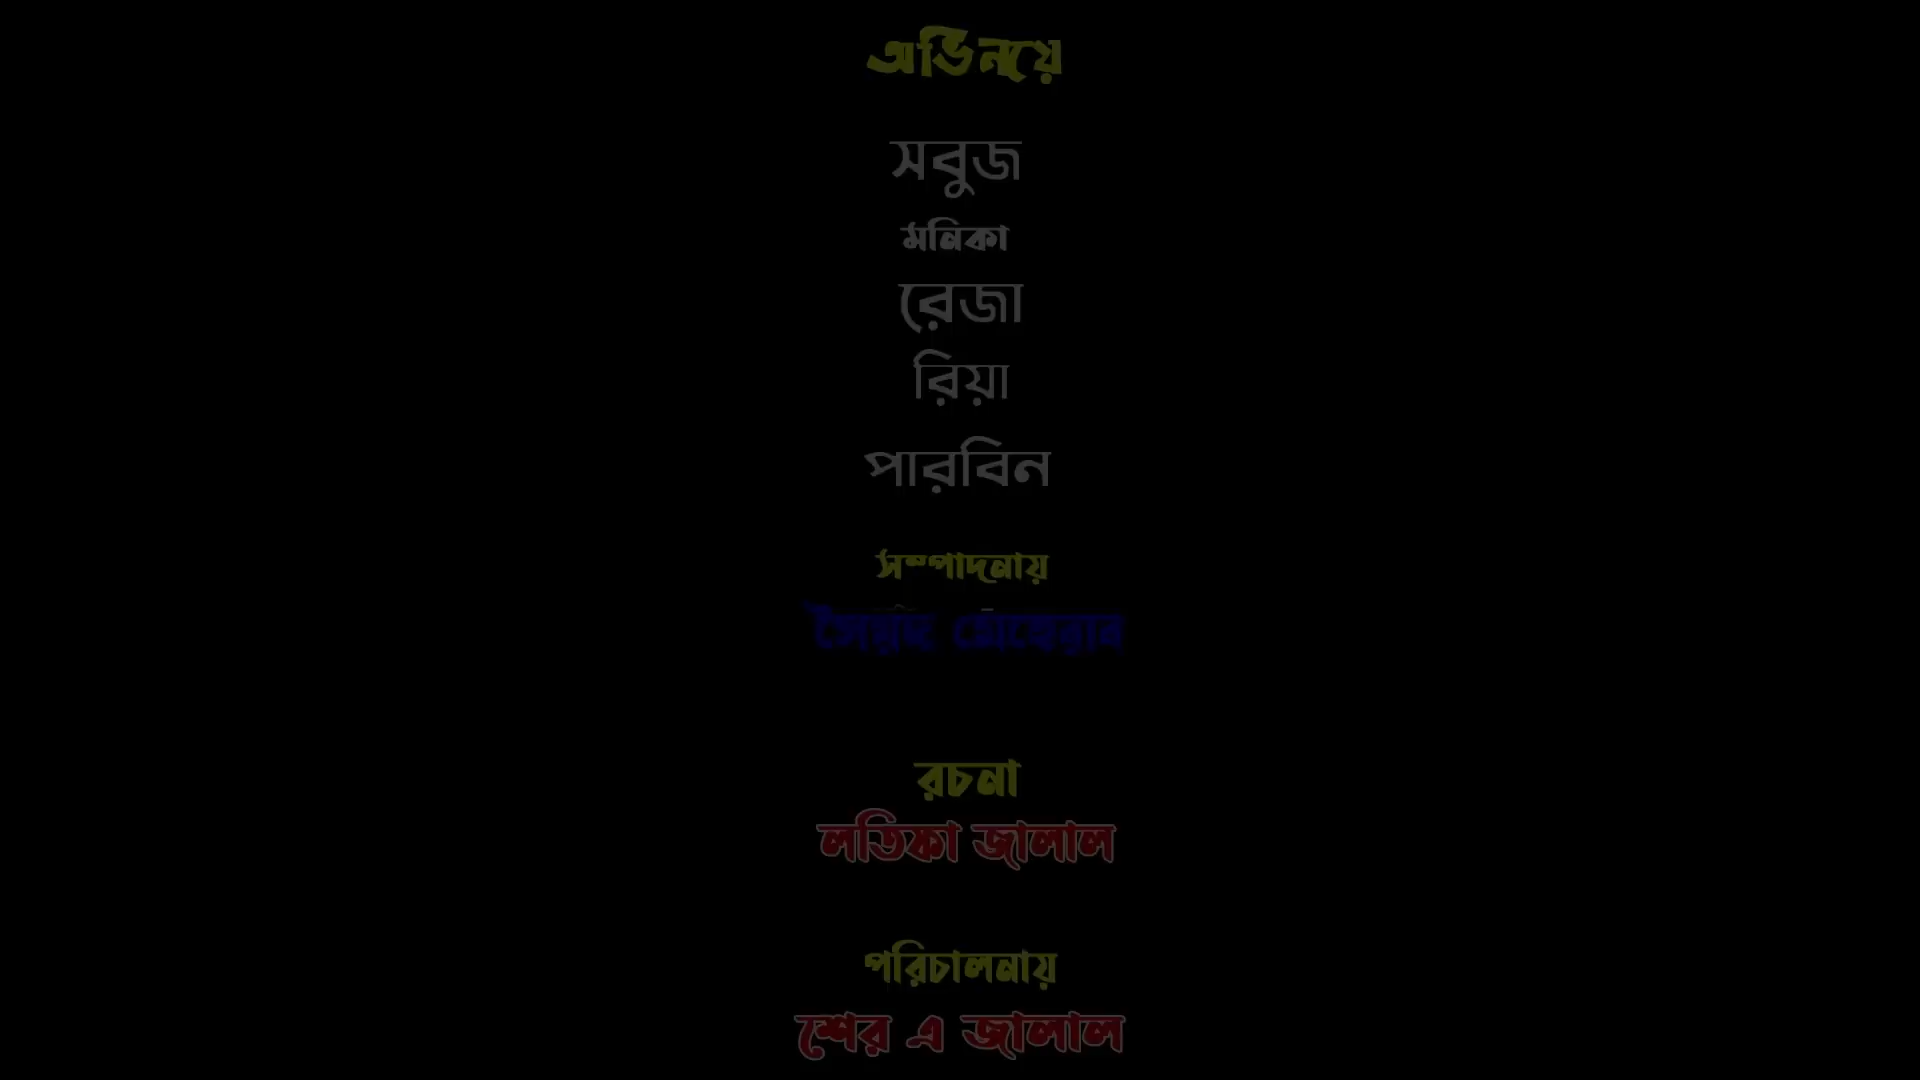 অভিনয়ে
সবুজ
মনিকা
রেজা
রিয়া
পারবিন
সম্পাদনায়
সৈয়দ মেহেরাব
রচনা
লতিকা জালাল
পরিচালনায়
শের এ জালাল